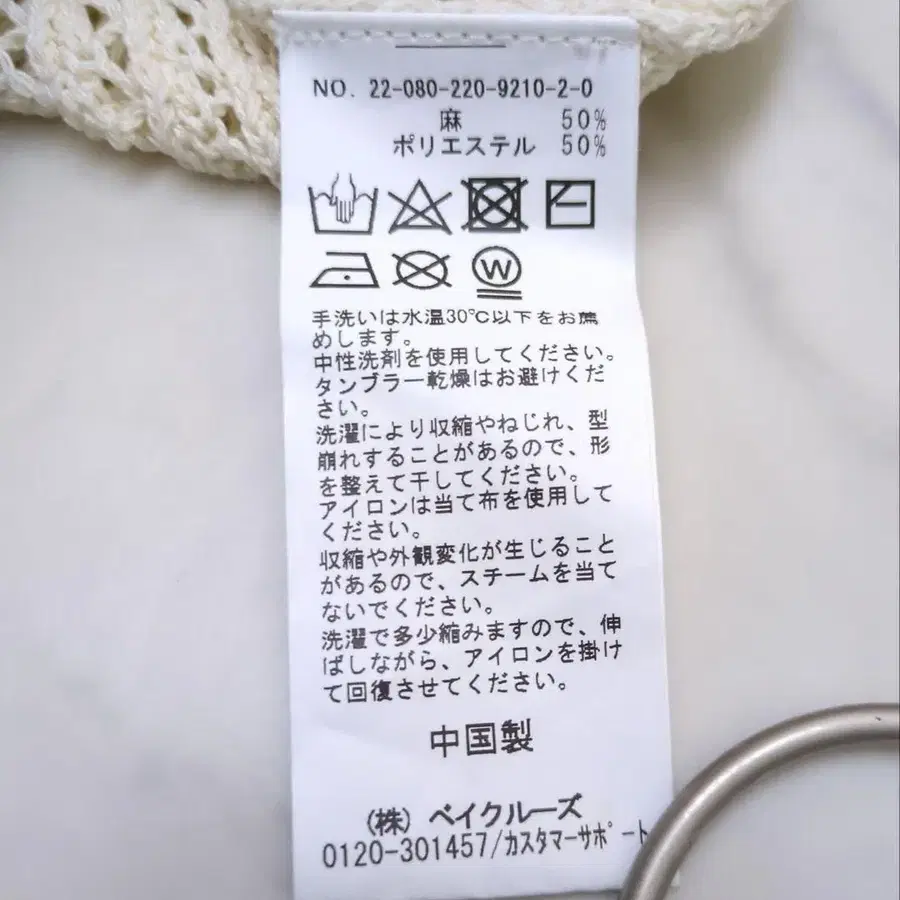 NO. 22-080-220-9210-2-0
麻 50%
ポリエステル 50%
W
手洗いは水温30℃以下をお薦
めします。
中性洗剤を使用してください。
タンブラー乾燥はお避けくだ
さい。
洗濯により収縮やねじれ、型
崩れすることがあるので、形
を整えて干してください。
アイロンは当て布を使用して
ください。
収縮や外観変化が生じること
があるので、スチームを当て
ないでください。
洗濯で多少縮みますので、伸
ばしながら、アイロンを掛け
て回復させてください。
中国製
(株) ベイクルーズ
0120-301457/カスタマーサポート